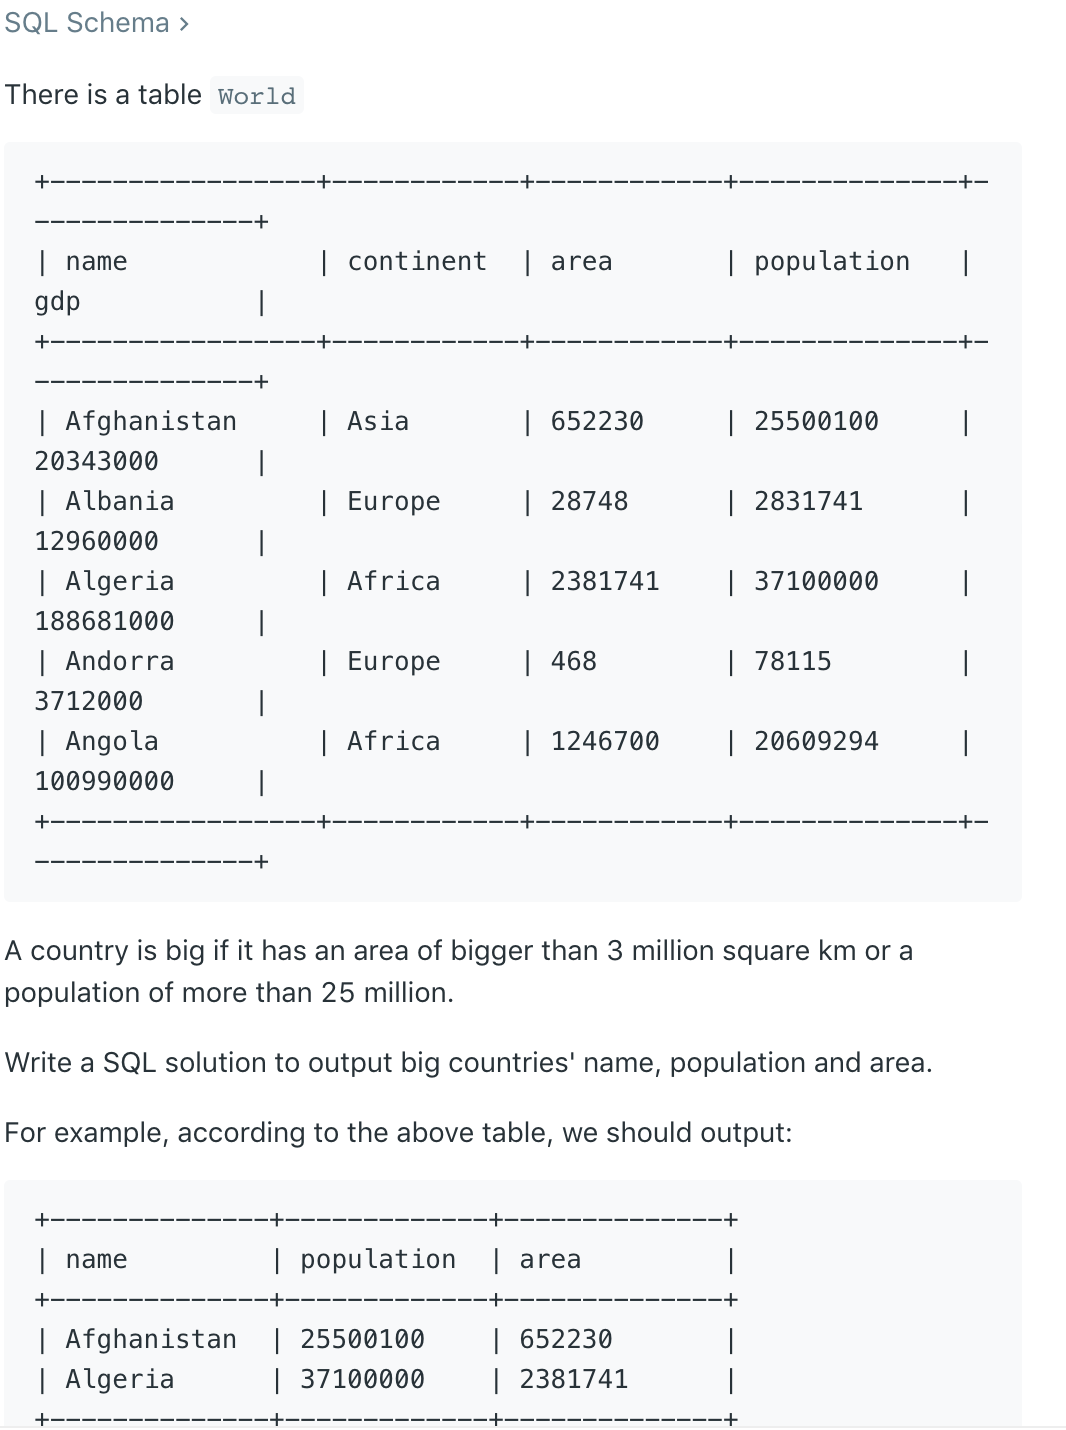 SQL Schema >
There is a table World
+-----------------+------------+------------+--------------+-
--------------+
| name            | continent  | area       | population   |
gdp           |
+-----------------+------------+------------+--------------+-
--------------+
| Afghanistan     | Asia       | 652230     | 25500100     |
20343000      |
| Albania         | Europe     | 28748      | 2831741      |
12960000      |
| Algeria         | Africa     | 2381741    | 37100000     |
188681000     |
| Andorra         | Europe     | 468        | 78115        |
3712000       |
| Angola          | Africa     | 1246700    | 20609294     |
100990000     |
+-----------------+------------+------------+--------------+-
--------------+
A country is big if it has an area of bigger than 3 million square km or a
population of more than 25 million.
Write a SQL solution to output big countries' name, population and area.
For example, according to the above table, we should output:
+--------------+-------------+--------------+
| name         | population  | area         |
+--------------+-------------+--------------+
| Afghanistan  | 25500100    | 652230       |
| Algeria      | 37100000    | 2381741      |
+--------------+-------------+--------------+